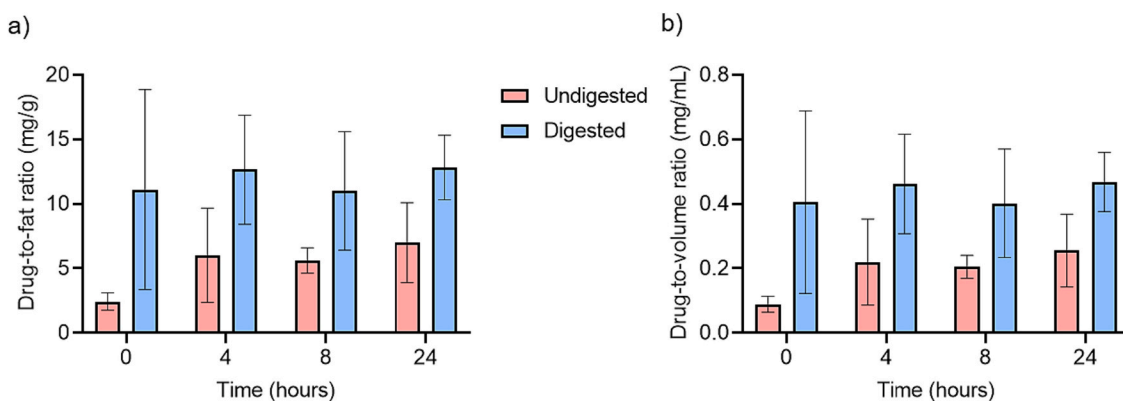 a)
Drug-to-fat ratio (mg/g)
20
15
10
5
0
0 4 8 24
Time (hours)
Undigested
Digested
b)
Drug-to-volume ratio (mg/mL)
0.8
0.6
0.4
0.2
0.0
0 4 8 24
Time (hours)